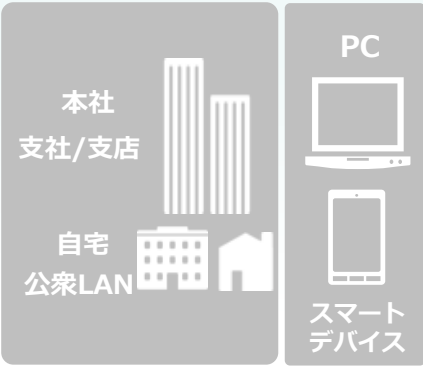 本社
支社/支店
自宅
公衆LAN
PC
スマート
デバイス